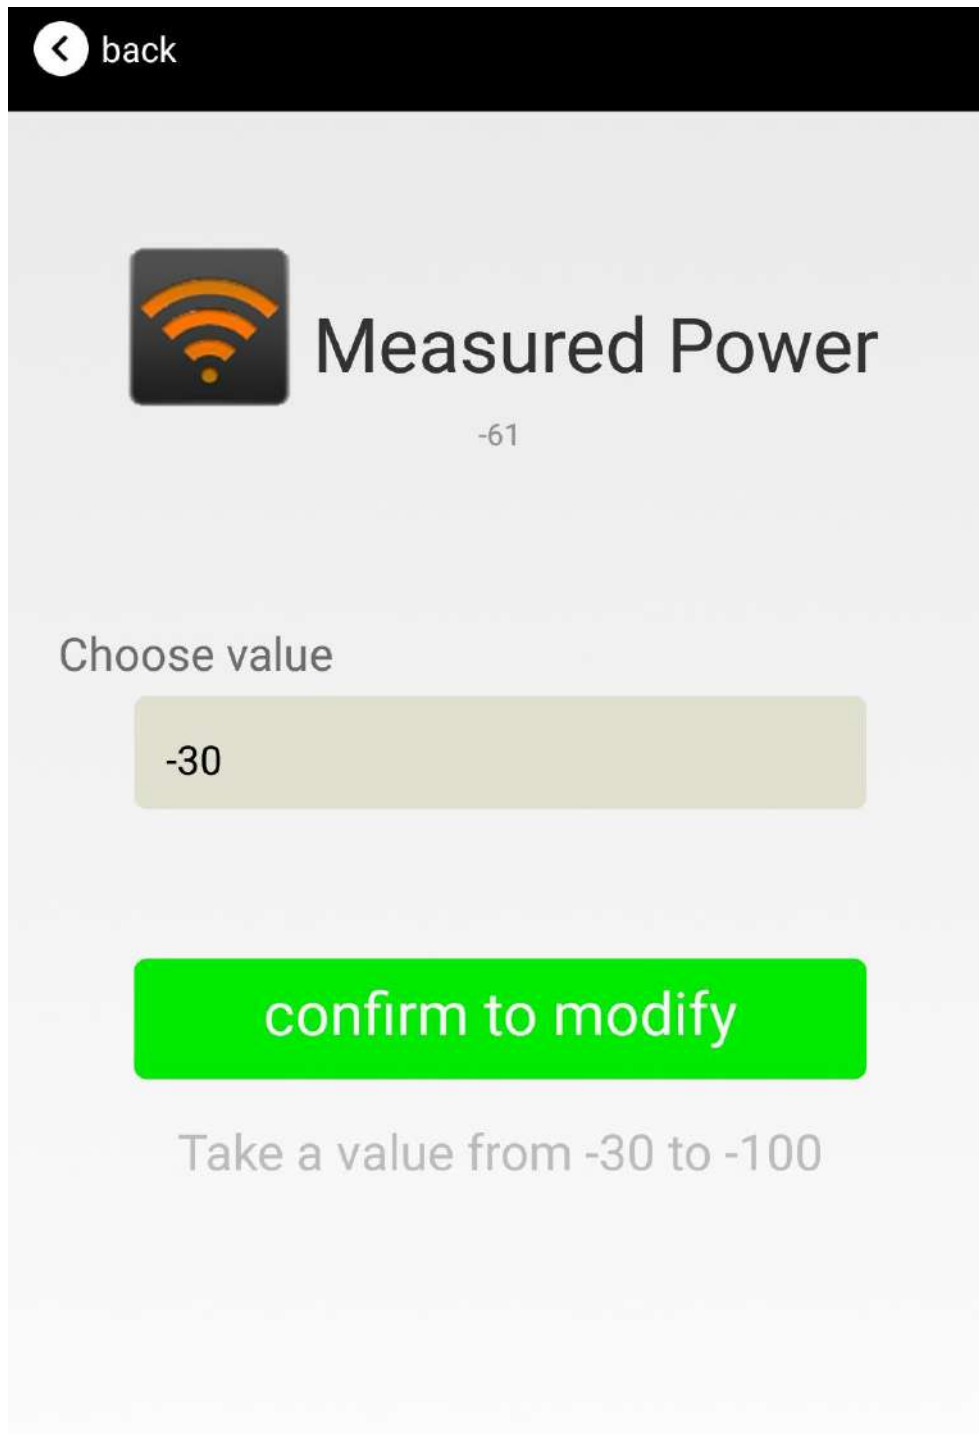 back
Measured Power
-61
Choose value
-30
confirm to modify
Take a value from -30 to -100